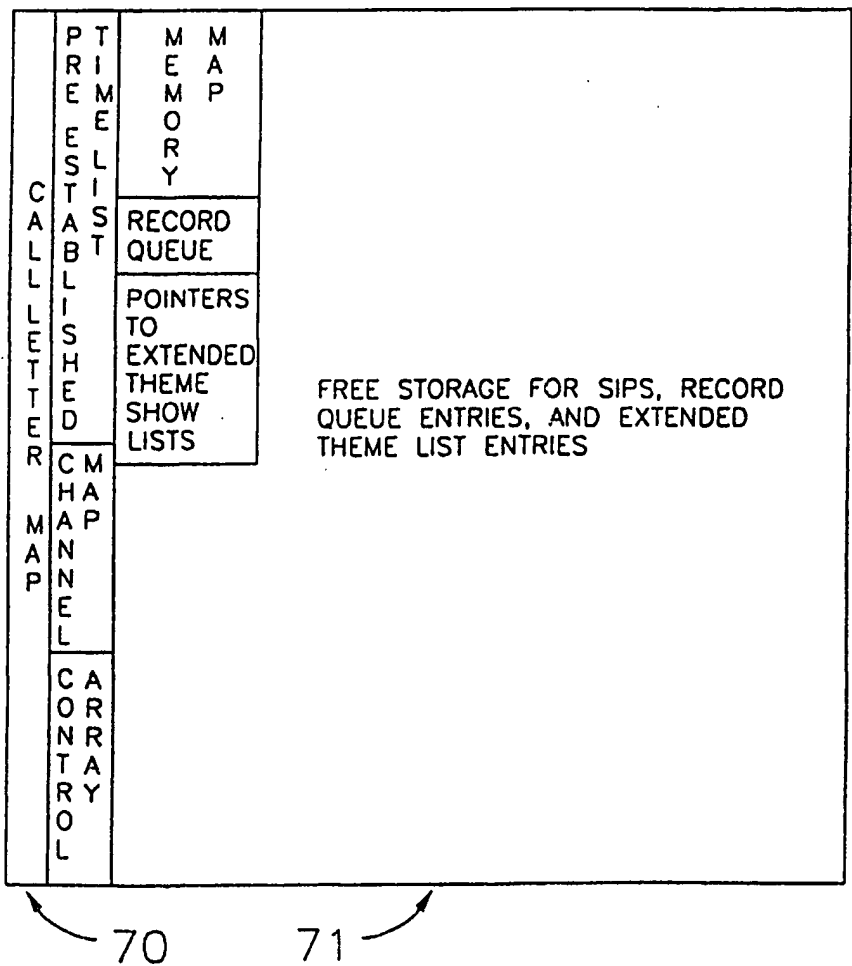 CALL LETTER MAP
PRE ESTABLISHED
TIME LIST
CHANNEL
MAP
CONTROL
ARRAY
MEMORY
MAP
RECORD
QUEUE
POINTERS
TO
EXTENDED
THEME
SHOW
LISTS
FREE STORAGE FOR SIPS, RECORD
QUEUE ENTRIES, AND EXTENDED
THEME LIST ENTRIES
70
71